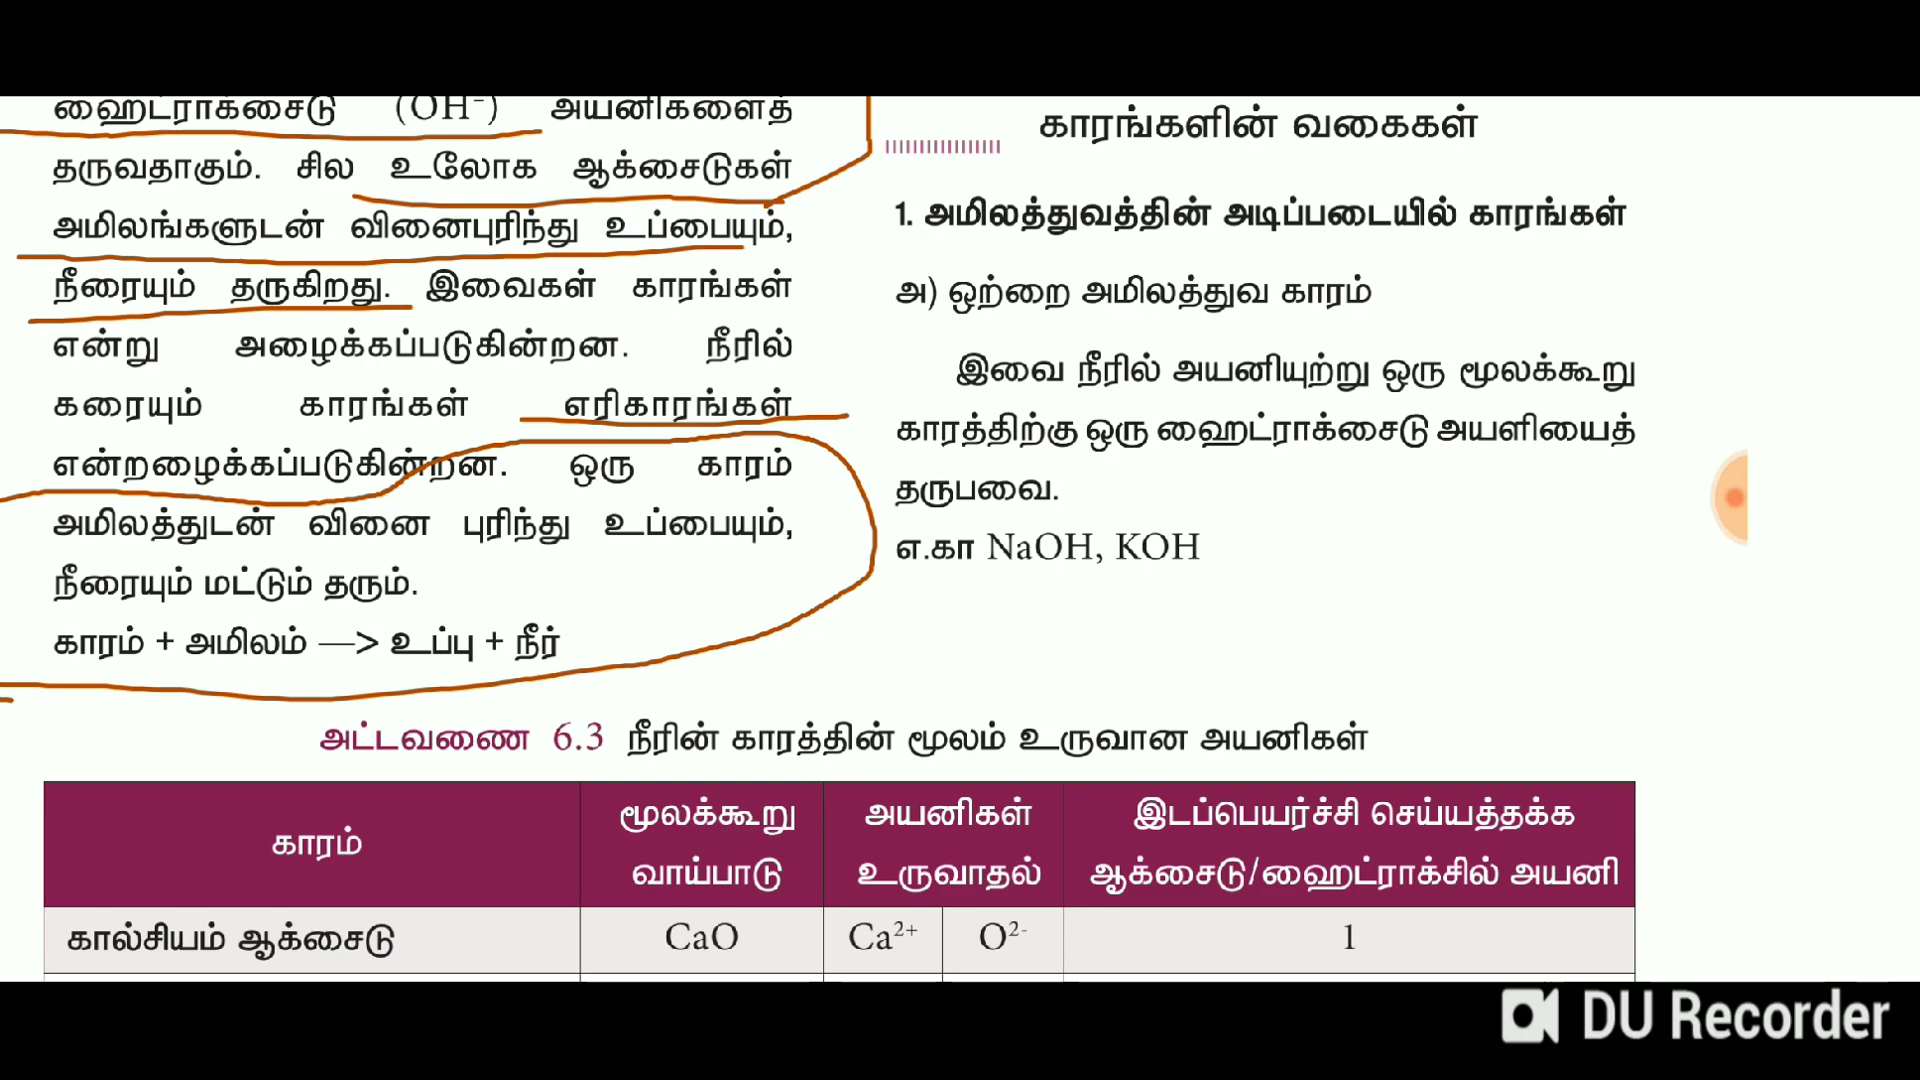 ஹைட்ராக்சைடு (OH⁻) அயனிகளைத்
தருவதாகும். சில உலோக ஆக்சைடுகள்
அமிலங்களுடன் வினைபுரிந்து உப்பையும்,
நீரையும் தருகிறது. இவைகள் காரங்கள்
என்று அழைக்கப்படுகின்றன. நீரில்
கரையும் காரங்கள் எரிகாரங்கள்
என்றழைக்கப்படுகின்றன. ஒரு காரம்
அமிலத்துடன் வினை புரிந்து உப்பையும்,
நீரையும் மட்டும் தரும்.
காரம் + அமிலம் —> உப்பு + நீர்
காரங்களின் வகைகள்
1. அமிலத்துவத்தின் அடிப்படையில் காரங்கள்
அ) ஒற்றை அமிலத்துவ காரம்
இவை நீரில் அயனியுற்று ஒரு மூலக்கூறு
காரத்திற்கு ஒரு ஹைட்ராக்சைடு அயளியைத்
தருபவை.
எ.கா NaOH, KOH
அட்டவணை 6.3 நீரின் காரத்தின் மூலம் உருவான அயனிகள்
காரம் மூலக்கூறு வாய்பாடு அயனிகள் உருவாதல் இடப்பெயர்ச்சி செய்யத்தக்க ஆக்சைடு/ஹைட்ராக்சில் அயனி
கால்சியம் ஆக்சைடு CaO Ca²⁺ O²⁻ 1
DU Recorder